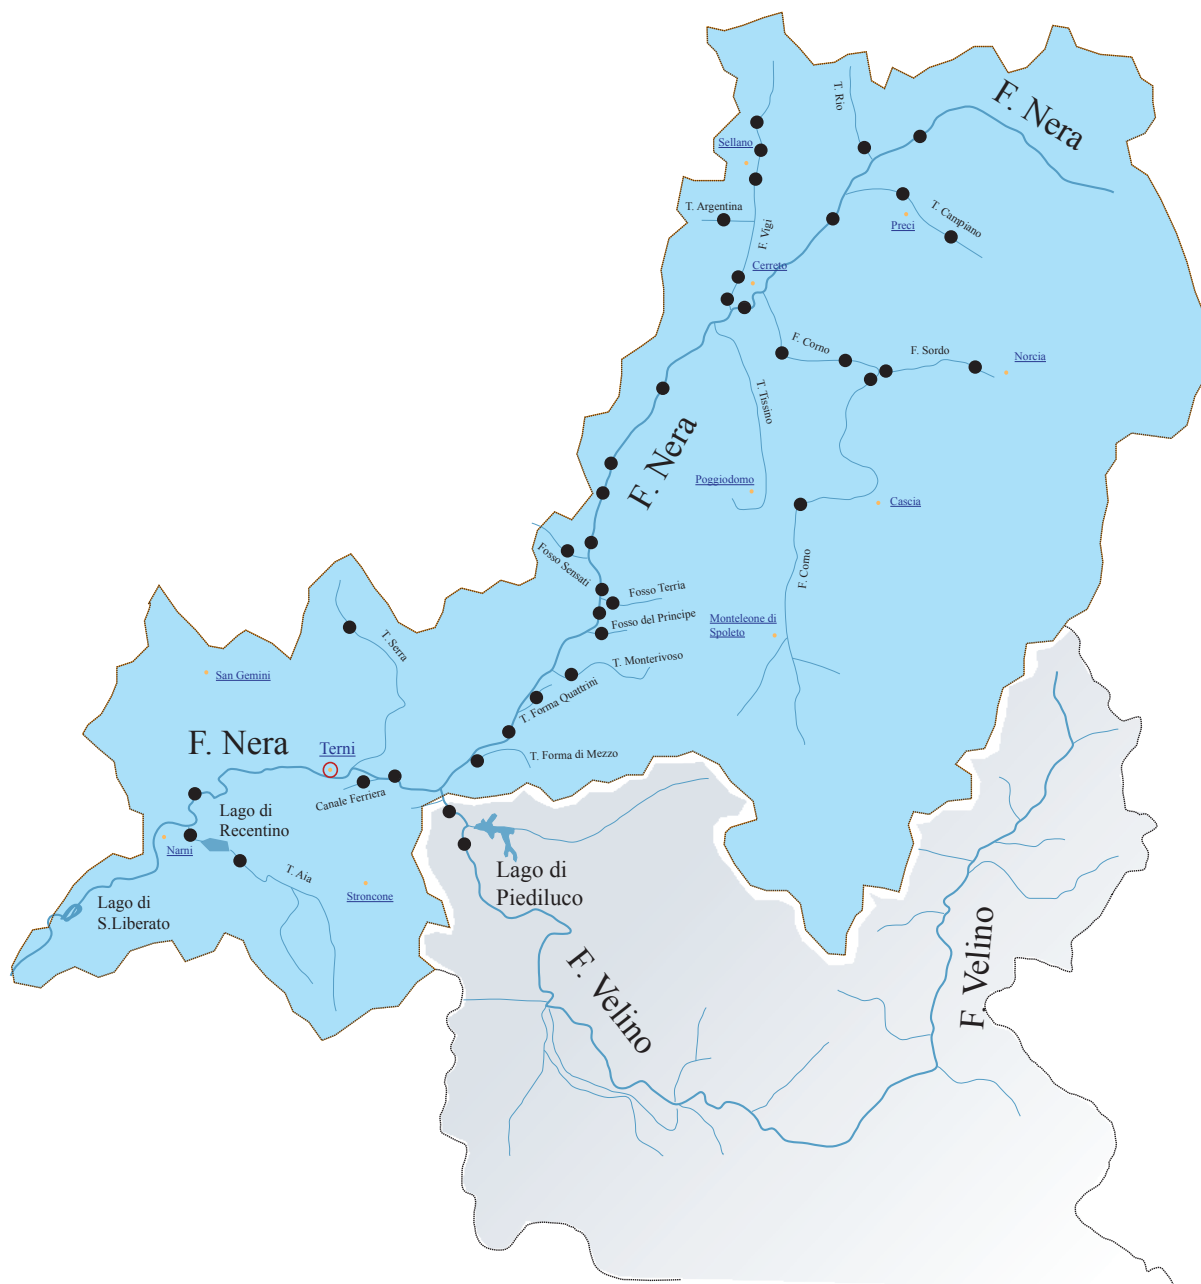 F. Nera
T. Rio
Sellano
T. Argentina
F. Vigi
T. Campiano
Preci
Cerreto
F. Corno
F. Sordo
Norcia
T. Tissino
F. Nera
Poggiodomo
Cascia
Fosso Sensati
F. Corno
Fosso Terria
Fosso del Principe
Monteleone di
Spoleto
T. Serra
T. Monterivoso
San Gemini
T. Forma Quattrini
F. Nera
Terni
T. Forma di Mezzo
Canale Ferriera
Lago di
Recentino
Narni
T. Aia
Stroncone
Lago di
Piediluco
Lago di
S.Liberato
F. Velino
F. Velino